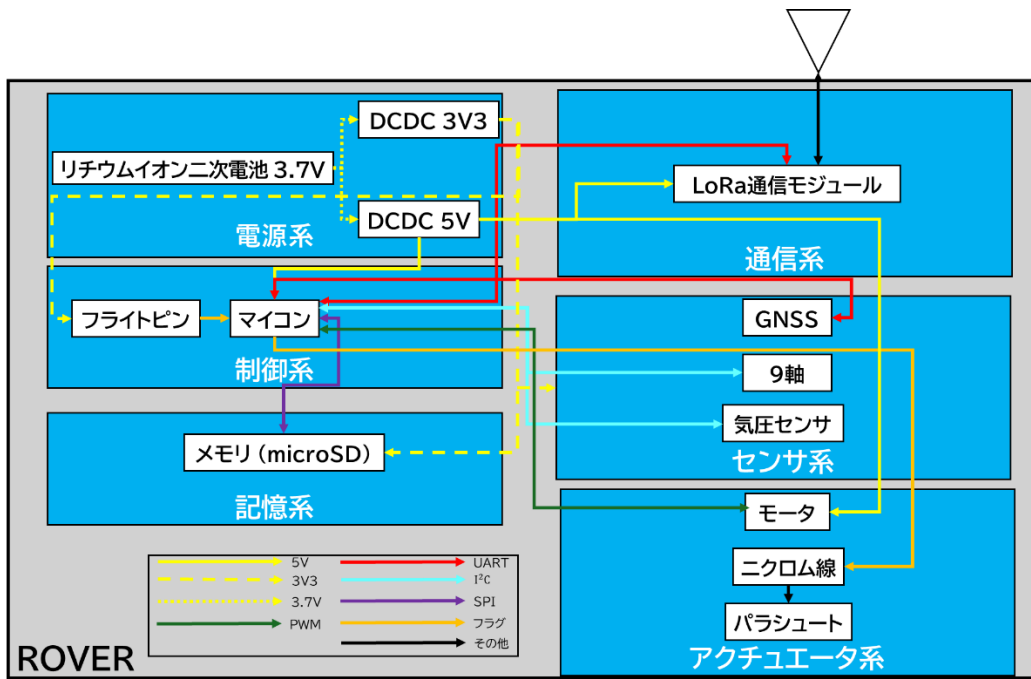 DCDC 3V3
リチウムイオン二次電池 3.7V
DCDC 5V
電源系
LoRa通信モジュール
通信系
フライトピン
マイコン
制御系
GNSS
9軸
気圧センサ
センサ系
メモリ（microSD）
記憶系
モータ
ニクロム線
パラシュート
アクチュエータ系
5V
3V3
3.7V
PWM
UART
I²C
SPI
フラグ
その他
ROVER